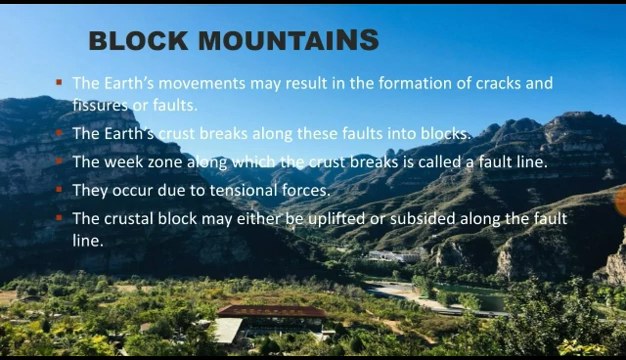 BLOCK MOUNTAINS
The Earth's movements may result in the formation of cracks and
fissures or faults.
The Earth's crust breaks along these faults into blocks.
The week zone along which the crust breaks is called a fault line.
They occur due to tensional forces.
The crustal block may either be uplifted or subsided along the fault
line.